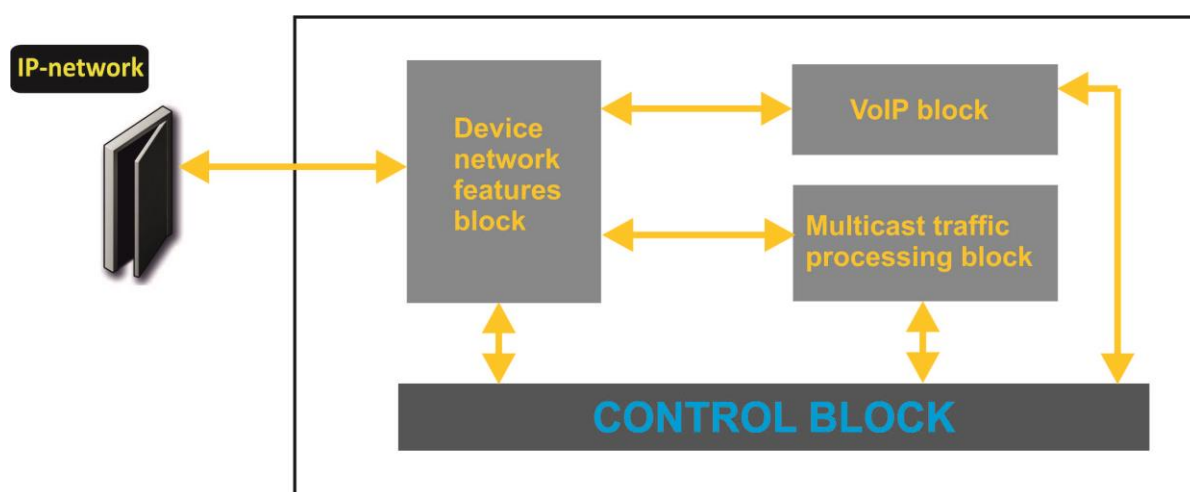 IP-network
Device
network
features
block
VoIP block
Multicast traffic
processing block
CONTROL BLOCK